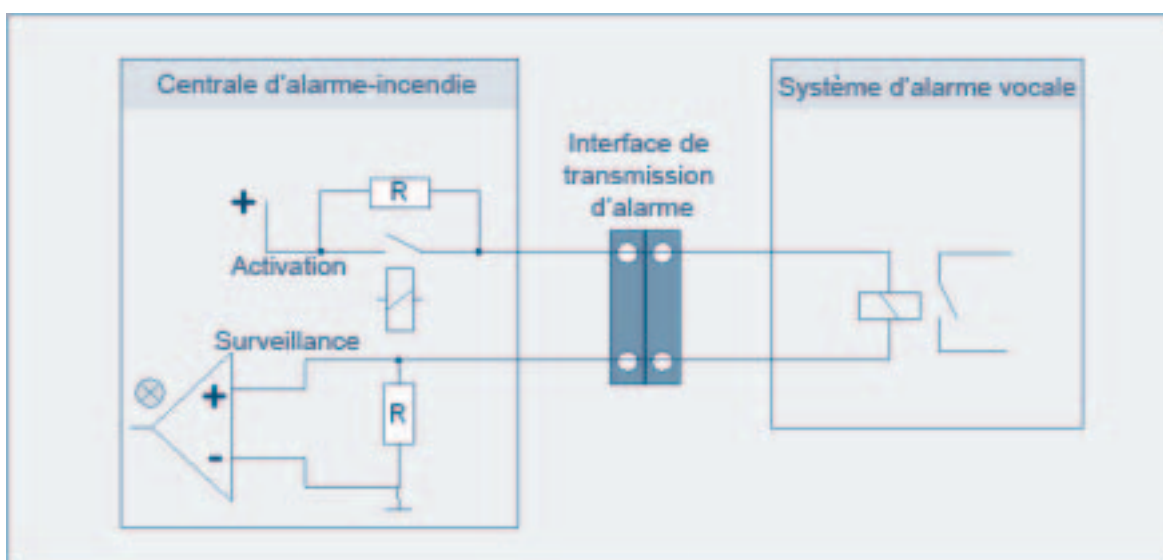 Centrale d'alarme-incendie
Système d'alarme vocale
Interface de
transmission
d'alarme
R
+
Activation
Surveillance
+
R
-